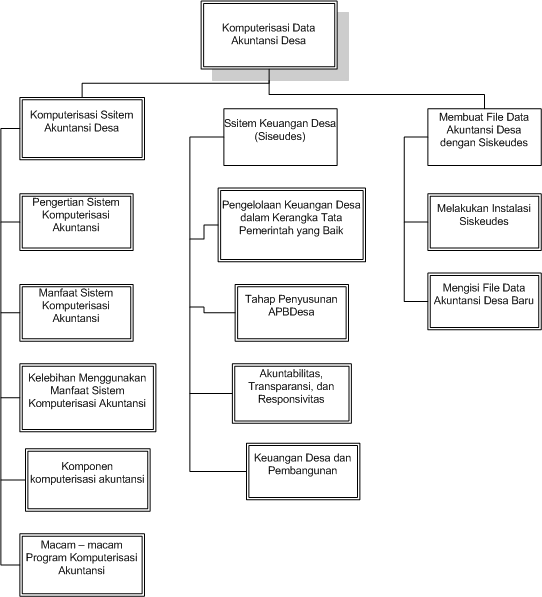 Komputerisasi Data
Akuntansi Desa
Komputerisasi Ssitem
Akuntansi Desa
Pengertian Sistem
Komputerisasi
Akuntansi
Manfaat Sistem
Komputerisasi
Akuntansi
Kelebihan Menggunakan
Manfaat Sistem
Komputerisasi Akuntansi
Komponen
komputerisasi akuntansi
Macam – macam
Program Komputerisasi
Akuntansi
Ssitem Keuangan Desa
(Siseudes)
Pengelolaan Keuangan Desa
dalam Kerangka Tata
Pemerintah yang Baik
Tahap Penyusunan
APBDesa
Akuntabilitas,
Transparansi, dan
Responsivitas
Keuangan Desa dan
Pembangunan
Membuat File Data
Akuntansi Desa
dengan Siskeudes
Melakukan Instalasi
Siskeudes
Mengisi File Data
Akuntansi Desa Baru